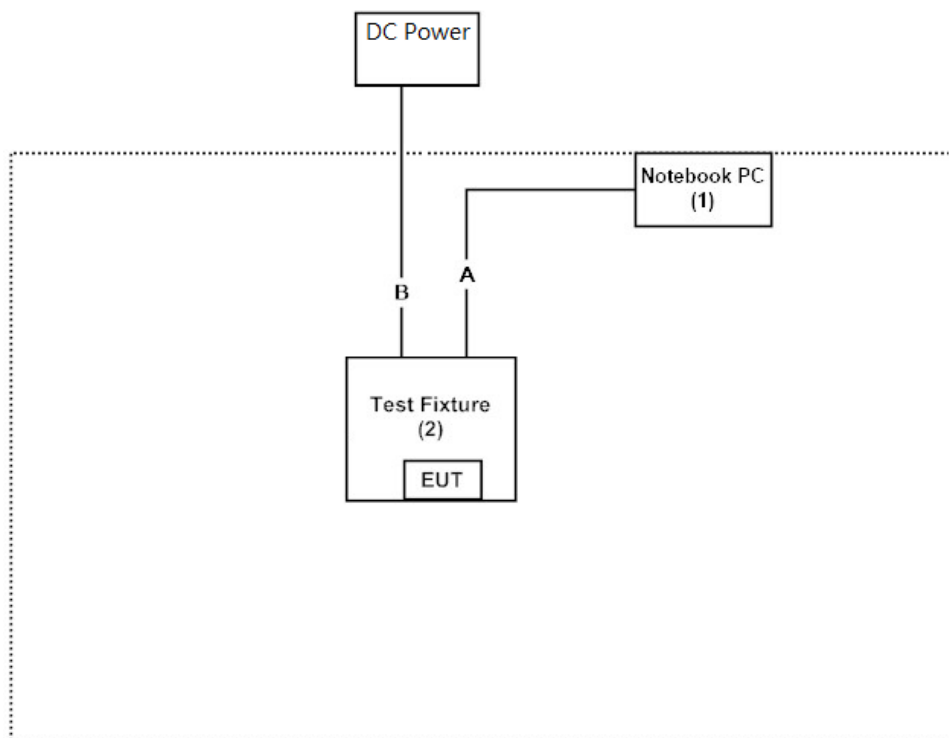 DC Power
Notebook PC
(1)
A
B
Test Fixture
(2)
EUT